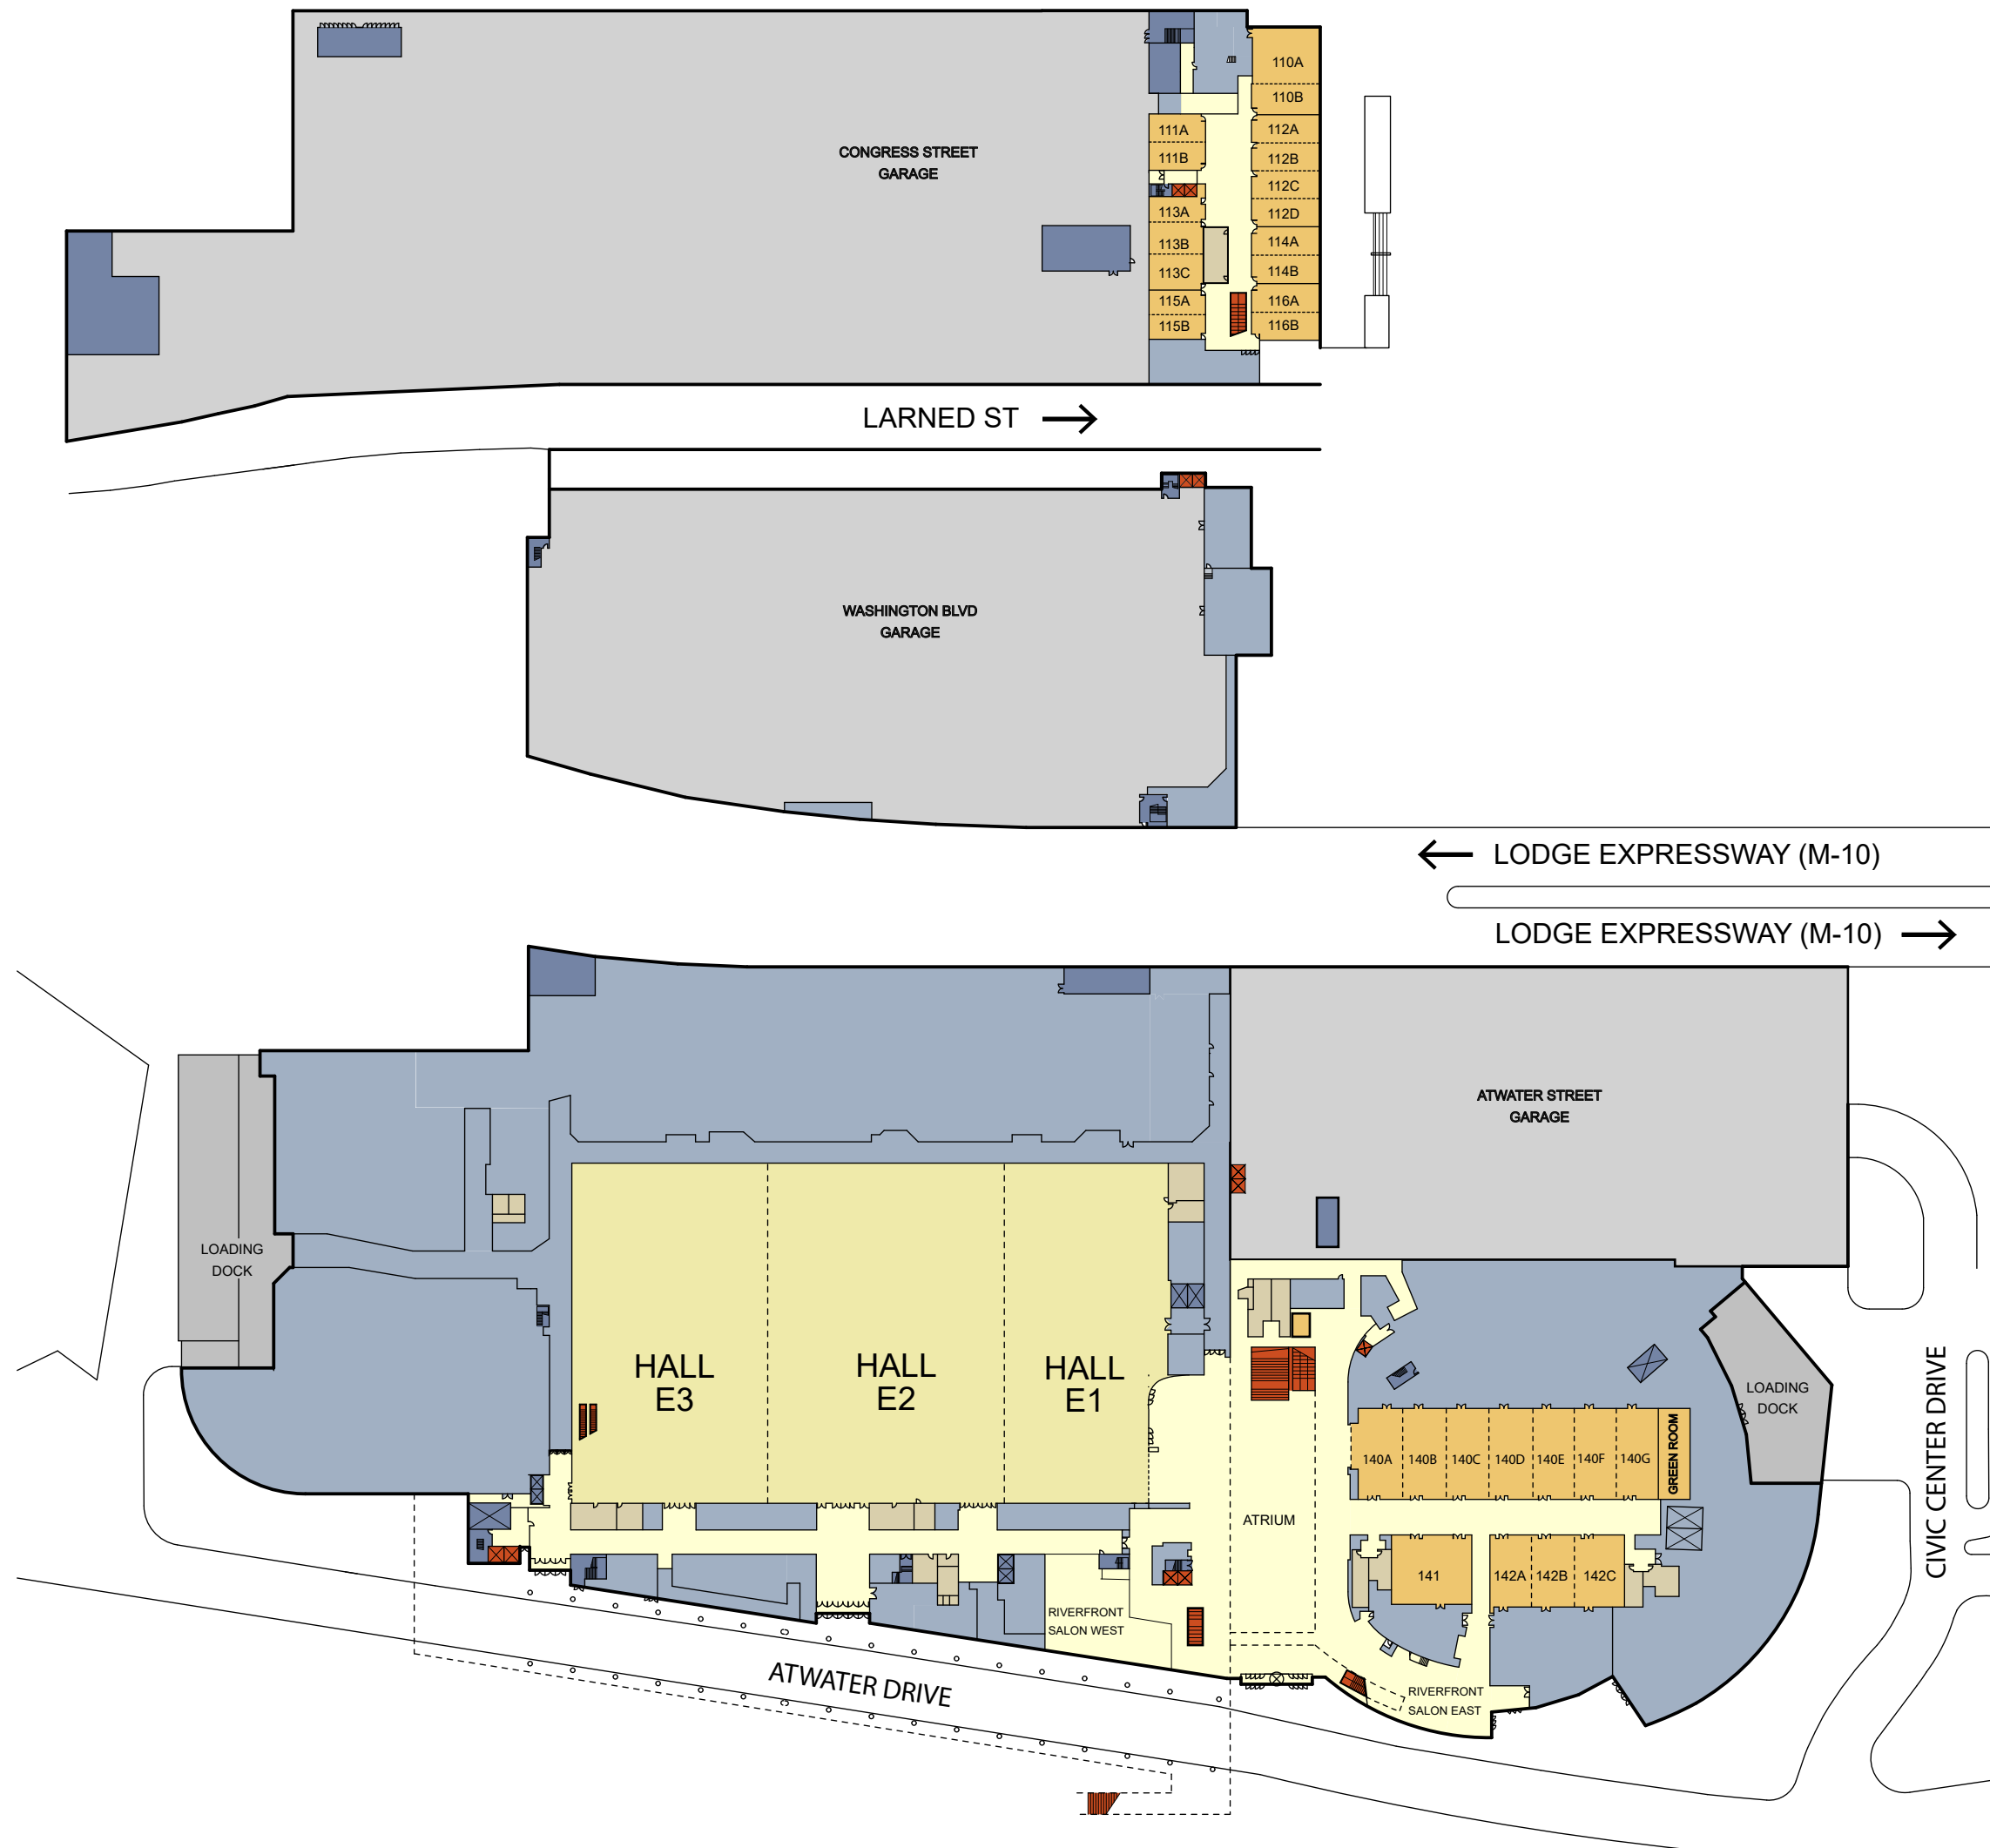 110A
110B
111A
112A
111B
112B
112C
113A
112D
113B
114A
113C
114B
115A
116A
115B
116B
CONGRESS STREET
GARAGE
LARNED ST
WASHINGTON BLVD
GARAGE
LODGE EXPRESSWAY (M-10)
LODGE EXPRESSWAY (M-10)
ATWATER STREET
GARAGE
LOADING
DOCK
HALL
E3
HALL
E2
HALL
E1
LOADING
DOCK
140A
140B
140C
140D
140E
140F
140G
GREEN ROOM
ATRIUM
141
142A
142B
142C
RIVERFRONT
SALON WEST
RIVERFRONT
SALON EAST
ATWATER DRIVE
CIVIC CENTER DRIVE